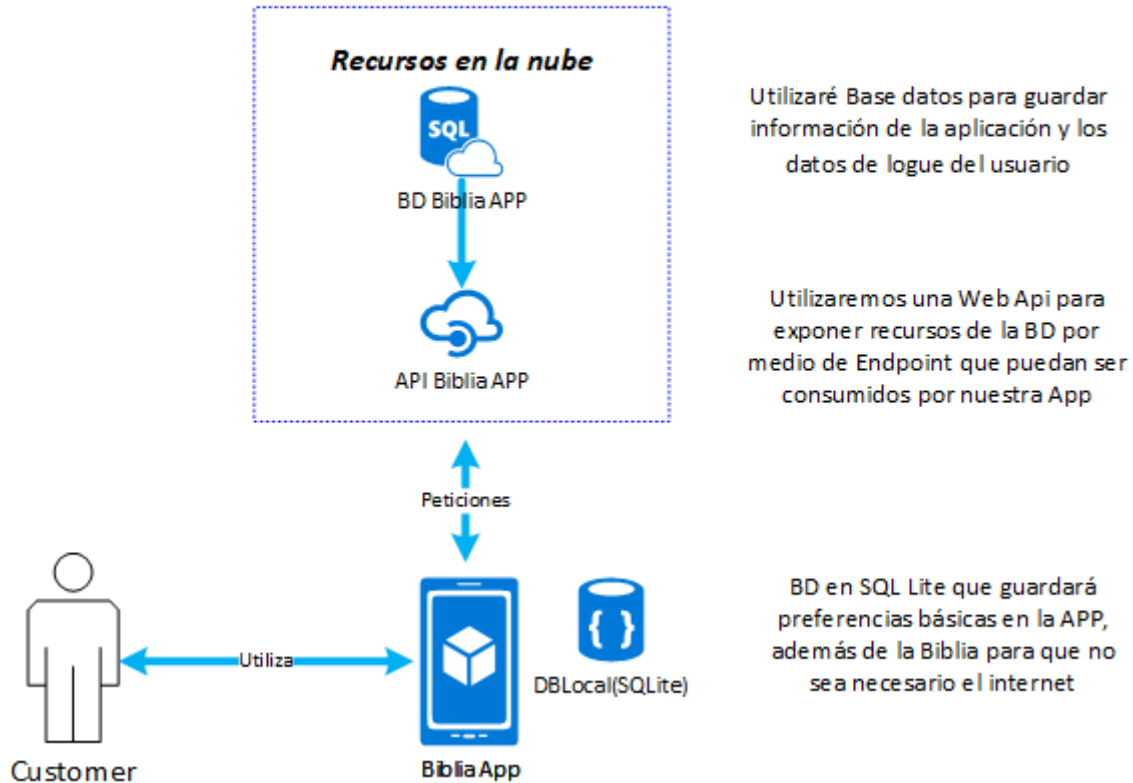 Recursos en la nube
SQL
BD Biblia APP
API Biblia APP
Peticiones
Utiliza
{ }
DBLocal(SQLite)
Customer
Biblia App
Utilizaré Base datos para guardar
información de la aplicación y los
datos de logue del usuario
Utilizaremos una Web Api para
exponer recursos de la BD por
medio de Endpoint que puedan ser
consumidos por nuestra App
BD en SQL Lite que guardará
preferencias básicas en la APP,
además de la Biblia para que no
sea necesario el internet